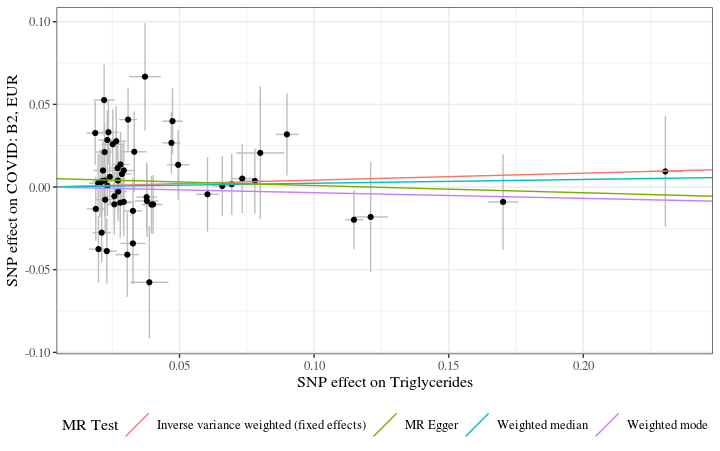 0.10
0.05
0.00
-0.05
-0.10
SNP effect on COVID: B2, EUR
0.05
0.10
0.15
0.20
SNP effect on Triglycerides
MR Test
Inverse variance weighted (fixed effects)
MR Egger
Weighted median
Weighted mode